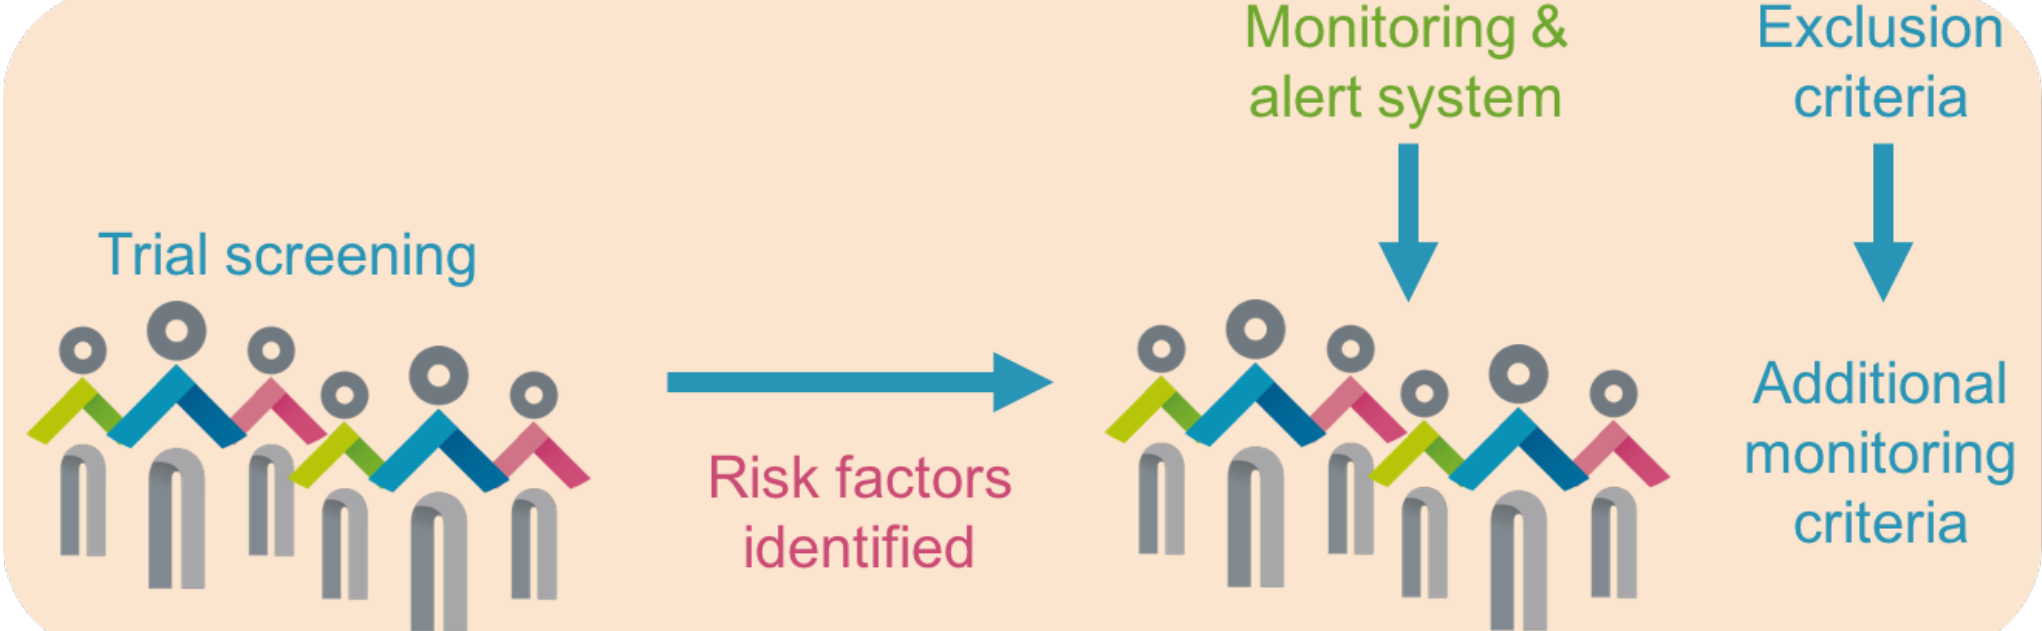 Trial screening
Risk factors
identified
Monitoring &
alert system
Exclusion
criteria
Additional
monitoring
criteria